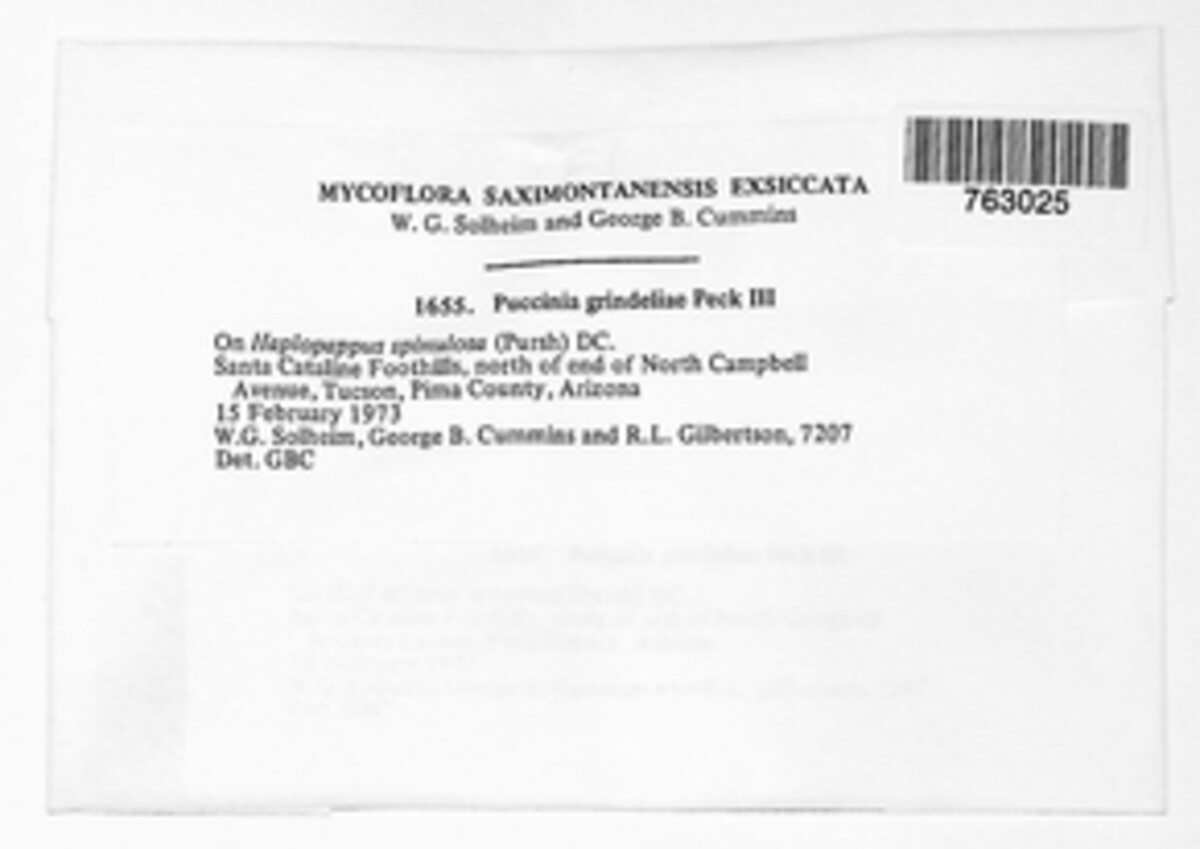 763025
MYCOFLORA SAXIMONTANENSIS EXSICCATA
W. G. Solheim and George B. Cummins
1655. Puccinia grindeliae Peck III
On Haplopappus spinulosa (Pursh) DC.
Santa Cataline Foothills, north of end of North Campbell
Avenue, Tucson, Pima County, Arizona
15 February 1973
W.G. Solheim, George B. Cummins and R.L. Gilbertson, 7207
Det. GBC